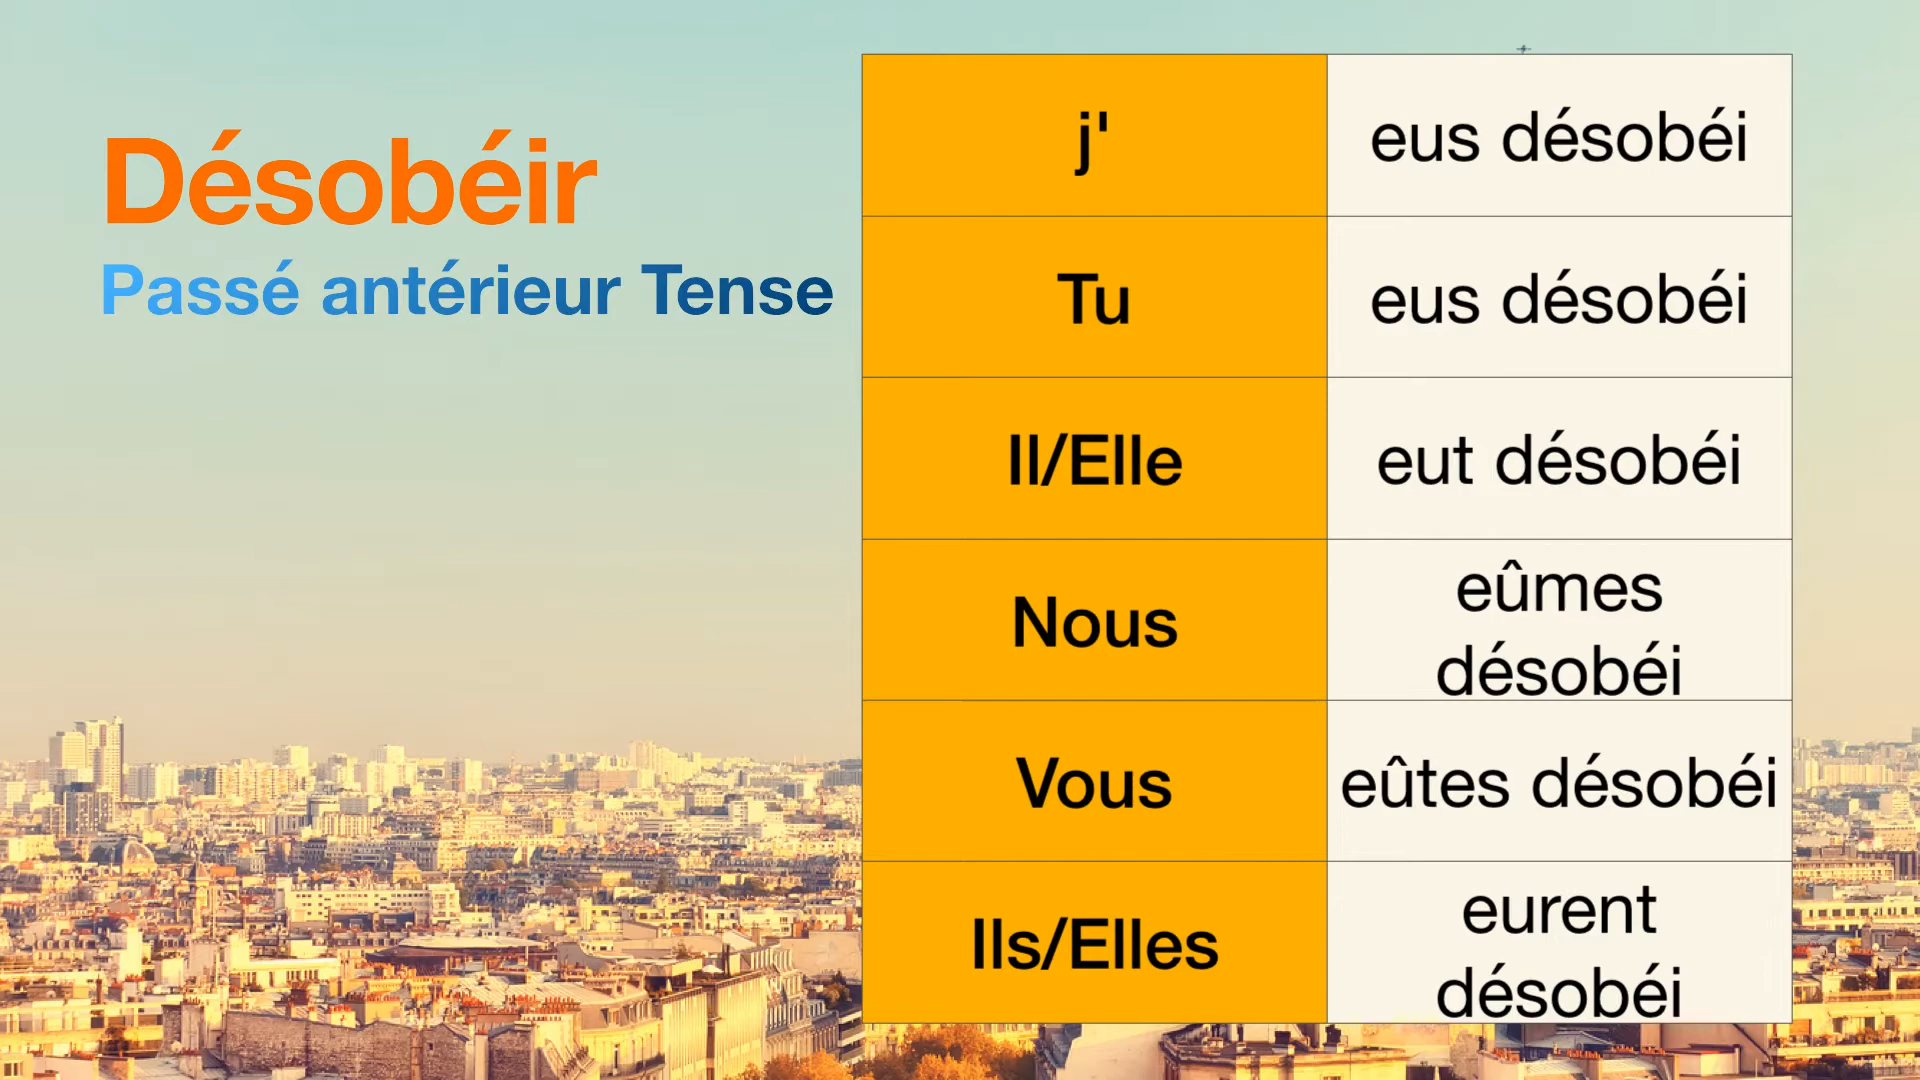 Désobéir
Passé antérieur Tense
j'
eus désobéi
Tu
eus désobéi
Il/Elle
eut désobéi
Nous
eûmes
désobéi
Vous
eûtes désobéi
Ils/Elles
eurent
désobéi